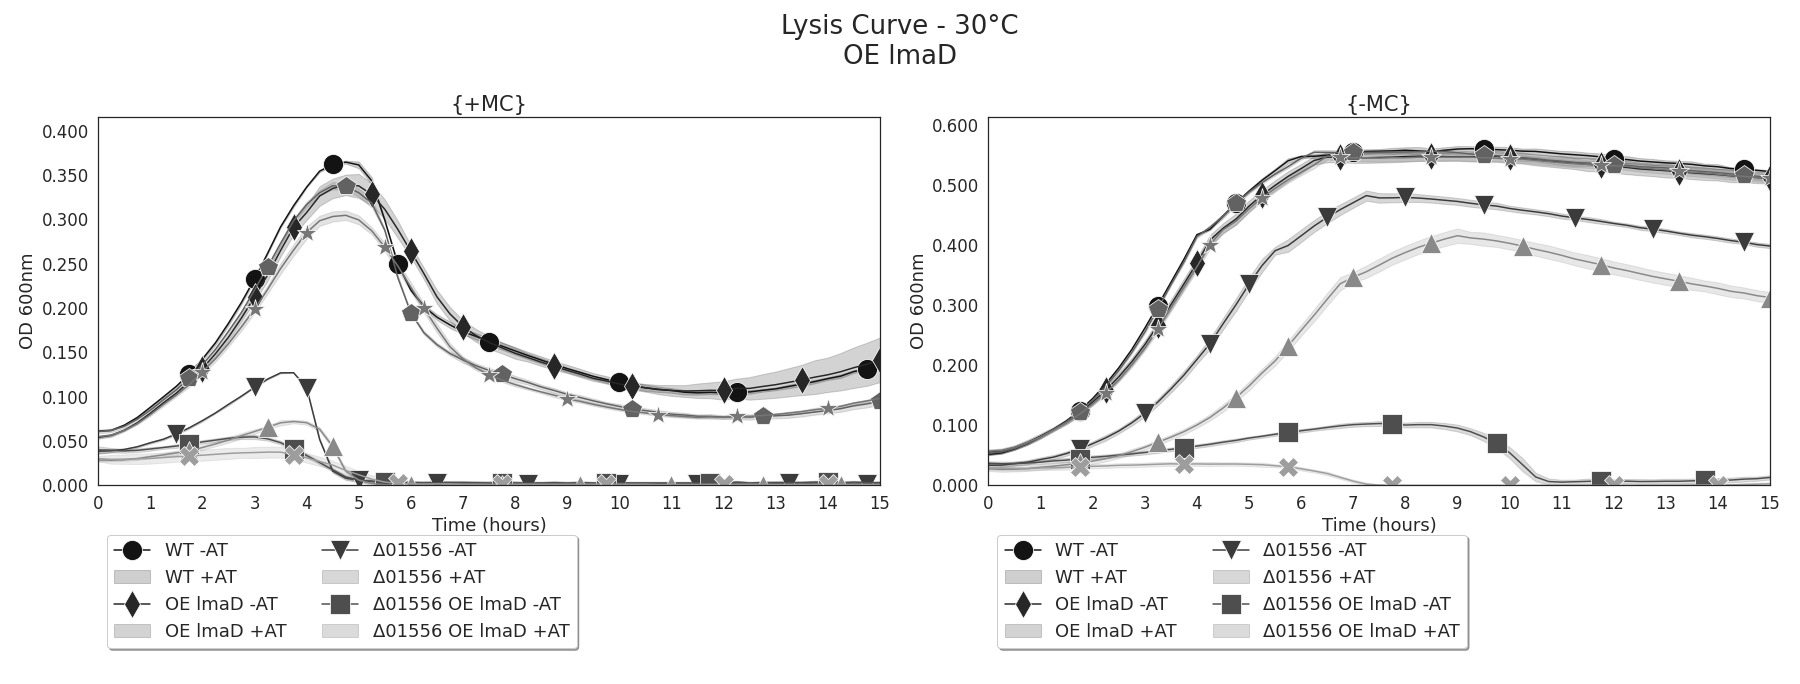 Lysis Curve - 30°C
OE lmaD
{+MC}
OD 600nm
0.400
0.350
0.300
0.250
0.200
0.150
0.100
0.050
0.000
0 1 2 3 4 5 6 7 8 9 10 11 12 13 14 15
Time (hours)
WT -AT
WT +AT
OE lmaD -AT
OE lmaD +AT
Δ01556 -AT
Δ01556 +AT
Δ01556 OE lmaD -AT
Δ01556 OE lmaD +AT
{-MC}
OD 600nm
0.600
0.500
0.400
0.300
0.200
0.100
0.000
0 1 2 3 4 5 6 7 8 9 10 11 12 13 14 15
Time (hours)
WT -AT
WT +AT
OE lmaD -AT
OE lmaD +AT
Δ01556 -AT
Δ01556 +AT
Δ01556 OE lmaD -AT
Δ01556 OE lmaD +AT